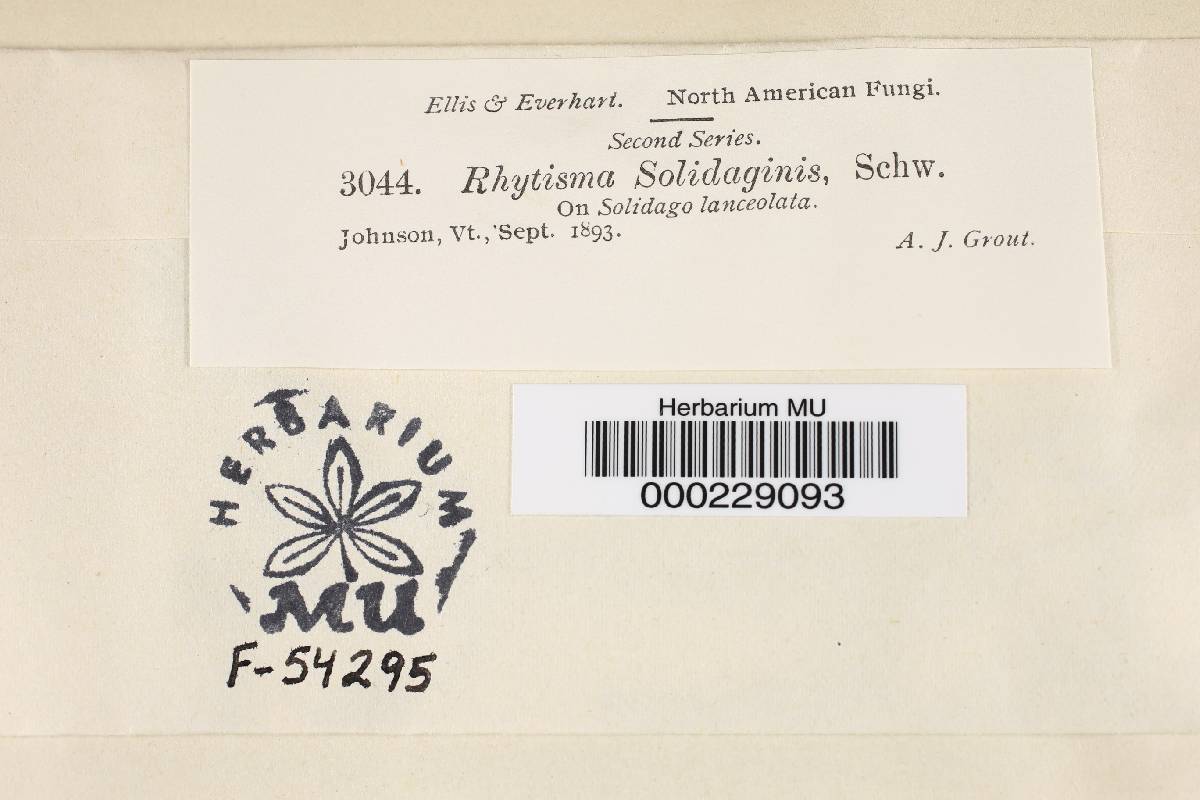 Ellis & Everhart. North American Fungi.
Second Series.
3044. Rhytisma Solidaginis, Schw.
On Solidago lanceolata.
Johnson, Vt., Sept. 1893. A. J. Grout.
Herbarium MU
000229093
HERBARIUM
MU
F-54295